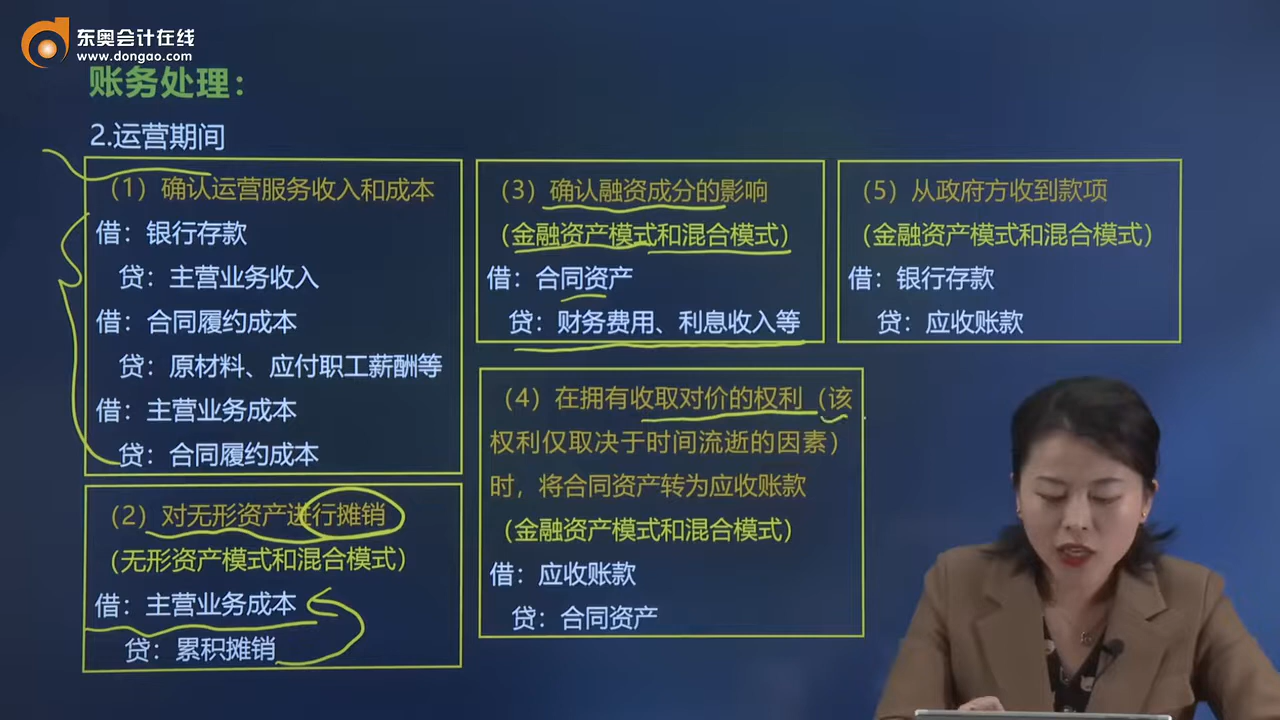 东奥会计在线
www.dongao.com
账务处理：
2.运营期间
（1）确认运营服务收入和成本
借：银行存款
贷：主营业务收入
借：合同履约成本
贷：原材料、应付职工薪酬等
借：主营业务成本
贷：合同履约成本
（2）对无形资产进行摊销
（无形资产模式和混合模式）
借：主营业务成本
贷：累积摊销
（3）确认融资成分的影响
（金融资产模式和混合模式）
借：合同资产
贷：财务费用、利息收入等
（4）在拥有收取对价的权利（该
权利仅取决于时间流逝的因素）
时，将合同资产转为应收账款
（金融资产模式和混合模式）
借：应收账款
贷：合同资产
（5）从政府方收到款项
（金融资产模式和混合模式）
借：银行存款
贷：应收账款